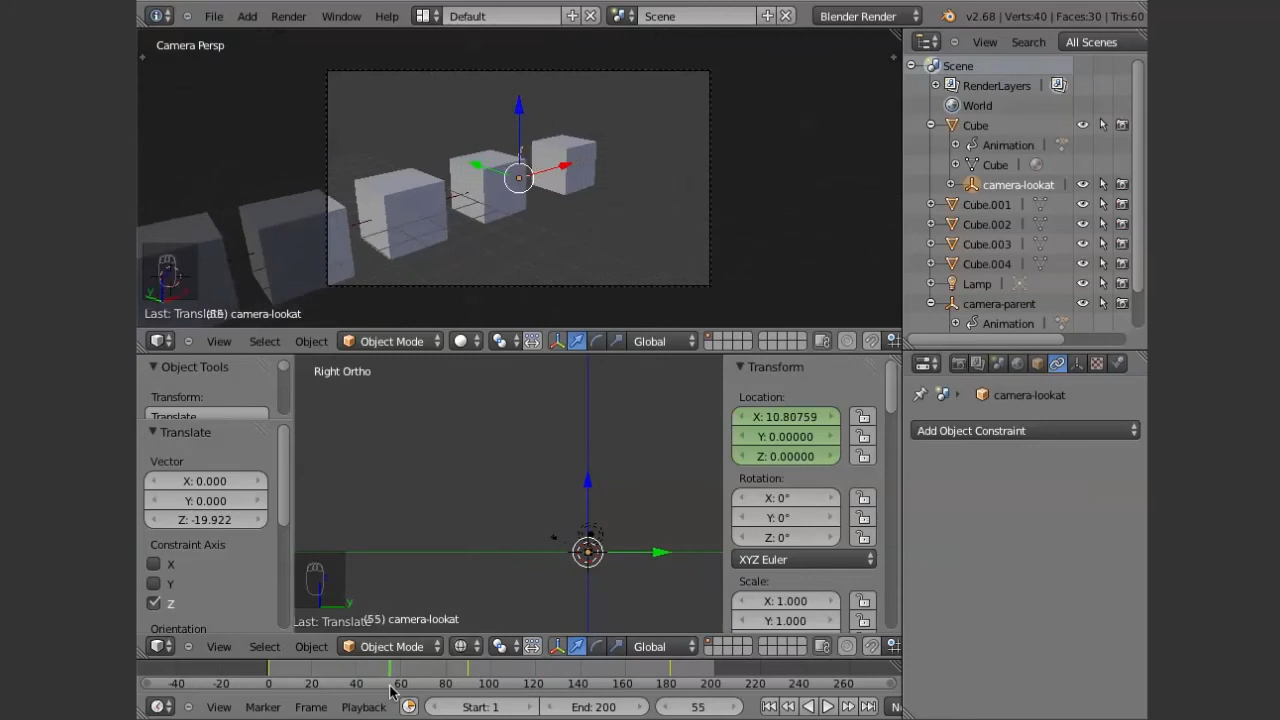 File Add Render Window Help Default Scene Blender Render v2.68 | Verts:40 | Faces:30 | Tris:60
Camera Persp
View Search All Scenes
Scene
RenderLayers
World
Cube
Animation
Cube
camera-lookat
Cube.001
Cube.002
Cube.003
Cube.004
Lamp
camera-parent
Animation
(55) camera-lookat
View Select Object Object Mode Global
Object Tools
Transform:
Translate
Translate
Vector
X: 0.000
Y: 0.000
Z: -19.922
Constraint Axis
X
Y
Z
Orientation
Right Ortho
Last: Translate
(55) camera-lookat
Transform
Location:
X: 10.80759
Y: 0.00000
Z: 0.00000
Rotation:
X: 0°
Y: 0°
Z: 0°
XYZ Euler
Scale:
X: 1.000
Y: 1.000
camera-lookat
Add Object Constraint
View Select Object Object Mode Global
-40 -20 0 20 40 60 80 100 120 140 160 180 200 220 240 260
View Marker Frame Playback Start: 1 End: 200 55